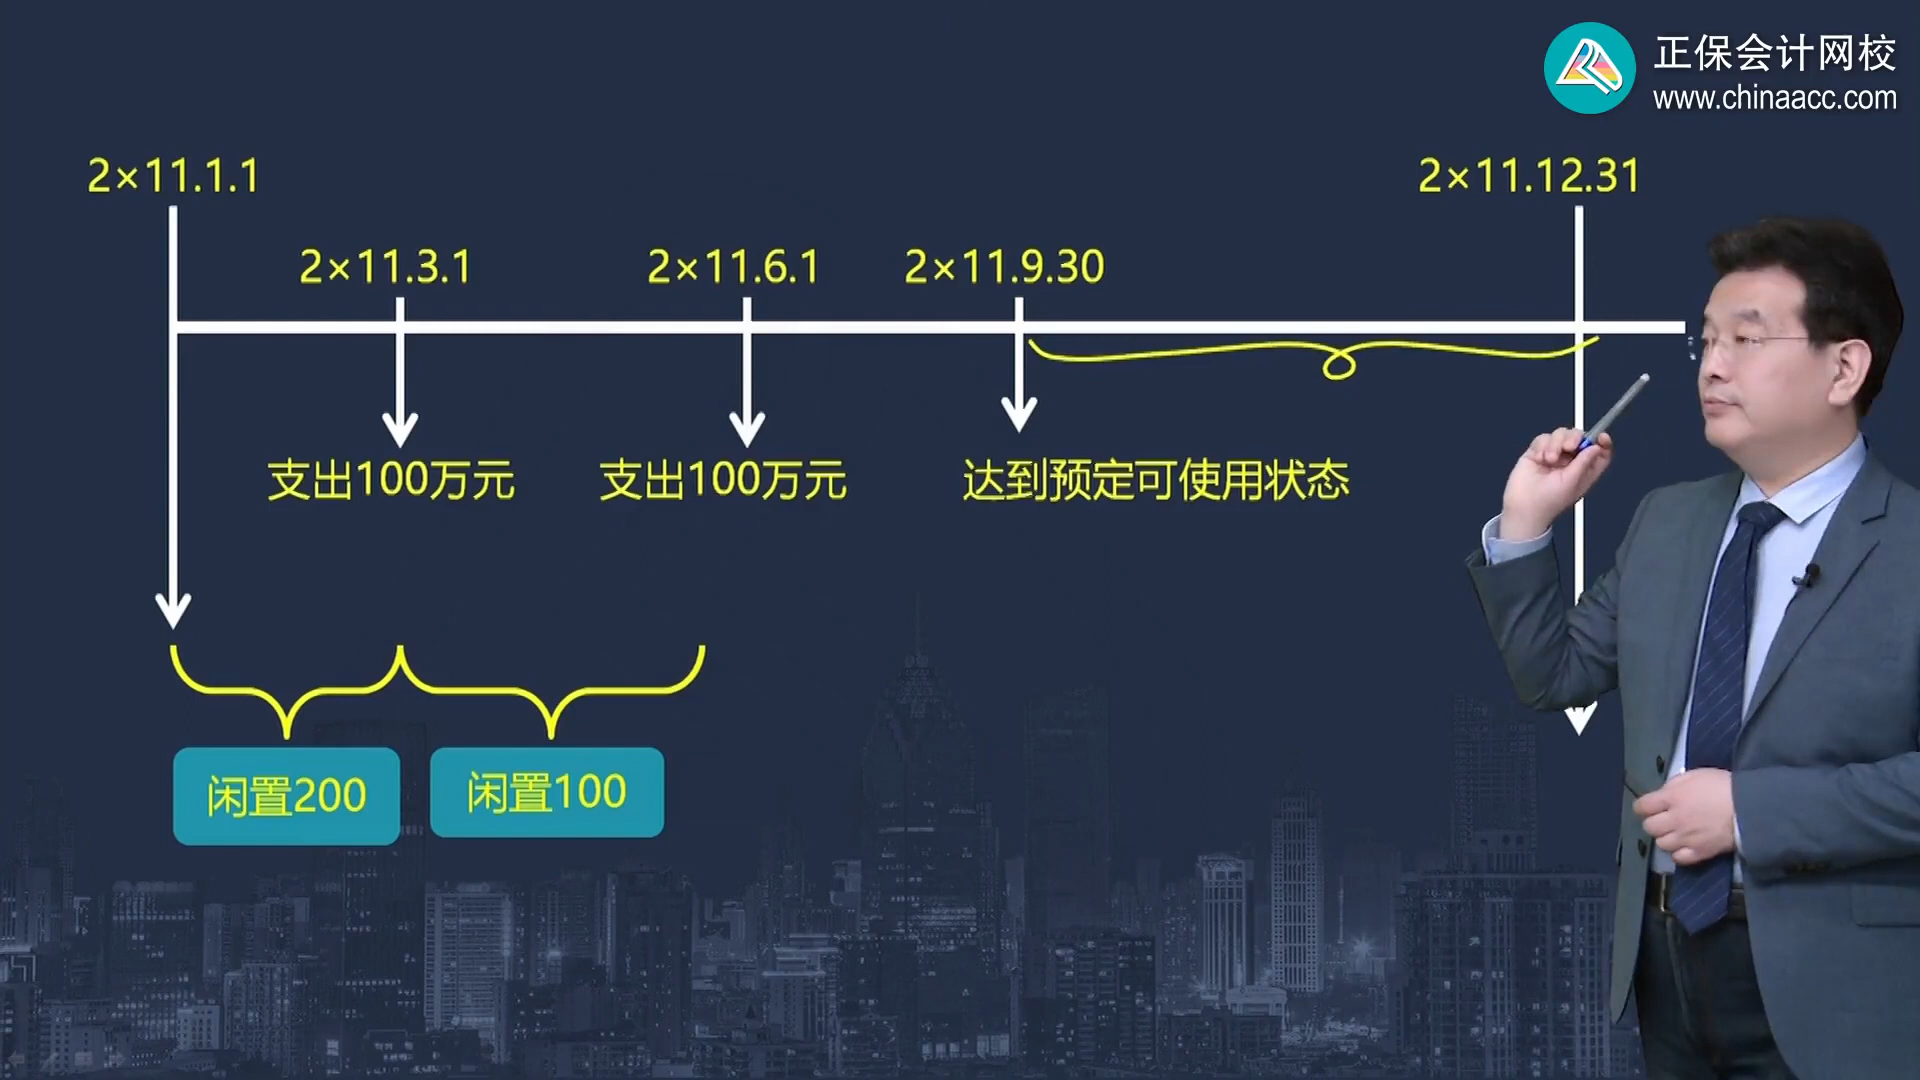 正保会计网校
www.chinaacc.com
2×11.1.1
2×11.12.31
2×11.3.1
2×11.6.1
2×11.9.30
支出100万元
支出100万元
达到预定可使用状态
闲置200
闲置100